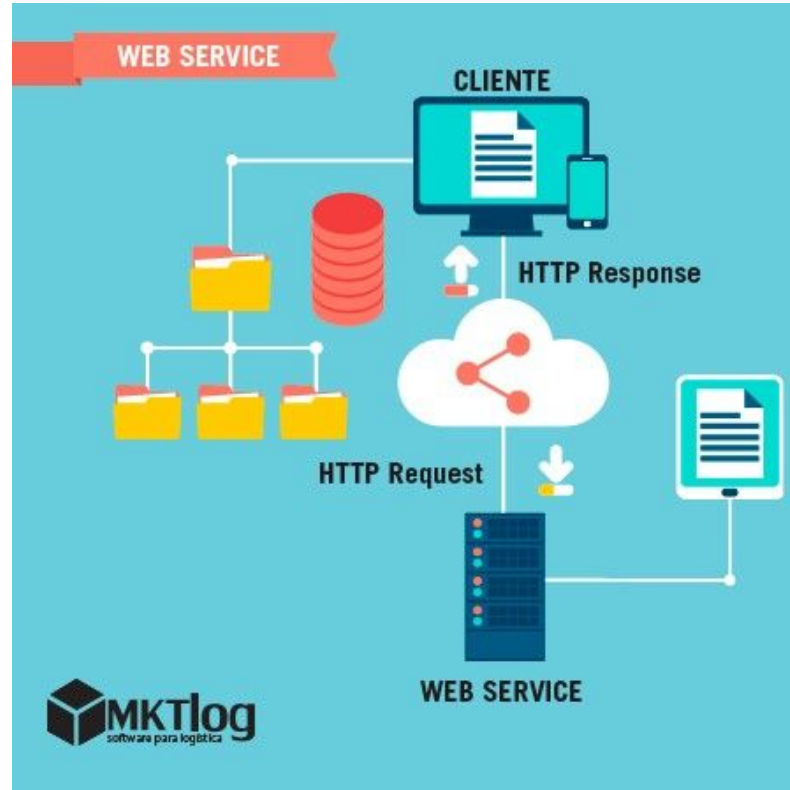 WEB SERVICE
CLIENTE
HTTP Response
HTTP Request
WEB SERVICE
MKTlog
software para logística